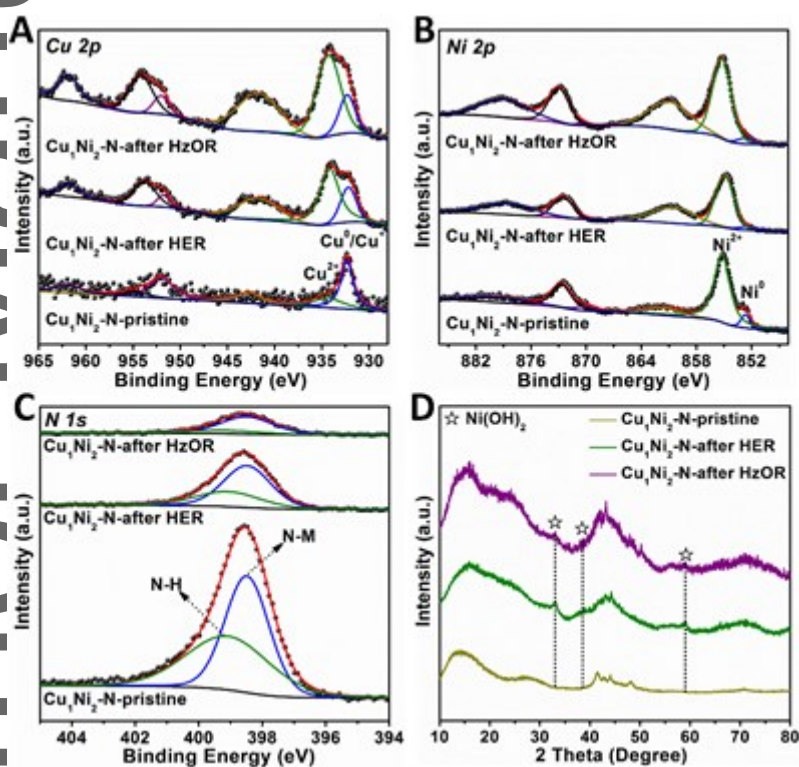 A
Cu 2p
Cu₁Ni₂-N-after HzOR
Cu₁Ni₂-N-after HER
Cu⁰/Cu⁺
Cu²⁺
Cu₁Ni₂-N-pristine
965 960 955 950 945 940 935 930
Binding Energy (eV)
Intensity (a.u.)
B
Ni 2p
Cu₁Ni₂-N-after HzOR
Cu₁Ni₂-N-after HER
Ni²⁺
Ni⁰
Cu₁Ni₂-N-pristine
882 876 870 864 858 852
Binding Energy (eV)
Intensity (a.u.)
C
N 1s
Cu₁Ni₂-N-after HzOR
Cu₁Ni₂-N-after HER
N-M
N-H
Cu₁Ni₂-N-pristine
404 402 400 398 396 394
Binding Energy (eV)
Intensity (a.u.)
D
☆ Ni(OH)₂
Cu₁Ni₂-N-pristine
Cu₁Ni₂-N-after HER
Cu₁Ni₂-N-after HzOR
10 20 30 40 50 60 70 80
2 Theta (Degree)
Intensity (a.u.)